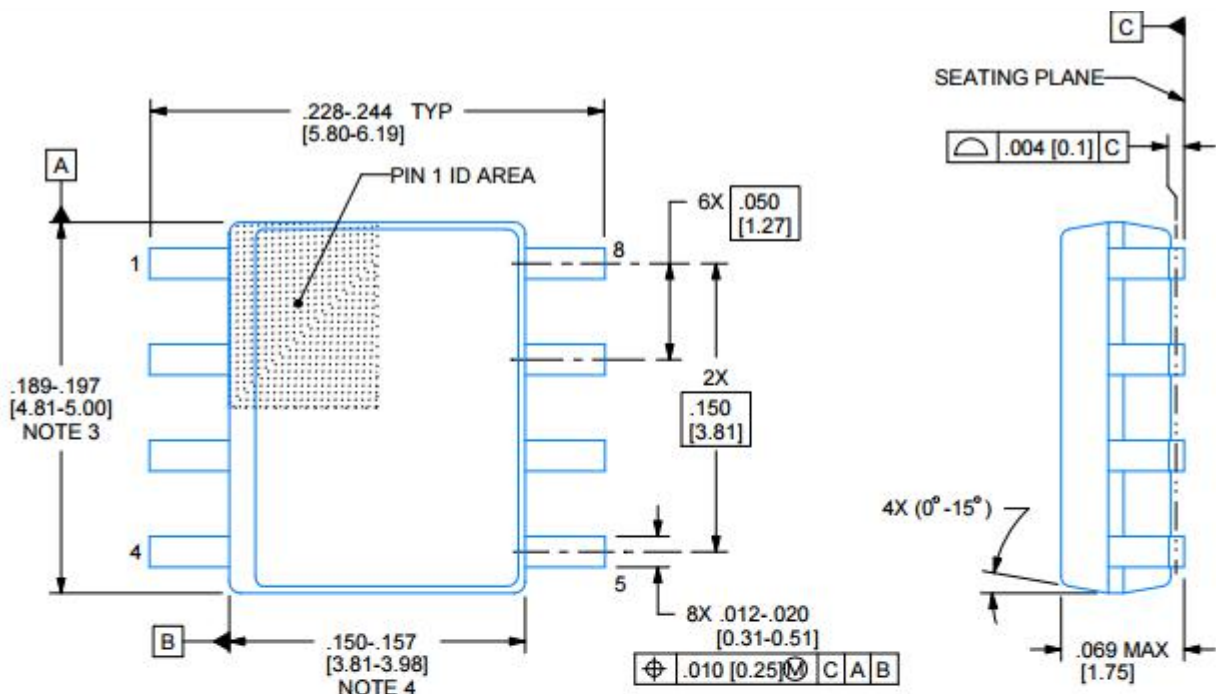 C
SEATING PLANE
.228-.244 TYP
[5.80-6.19]
.004 [0.1] C
A
PIN 1 ID AREA
6X .050
[1.27]
1
8
2X
.150
[3.81]
.189-.197
[4.81-5.00]
NOTE 3
4X (0°-15°)
4
5
8X .012-.020
[0.31-0.51]
B
.150-.157
[3.81-3.98]
NOTE 4
⌖ .010 [0.25]Ⓜ C A B
.069 MAX
[1.75]